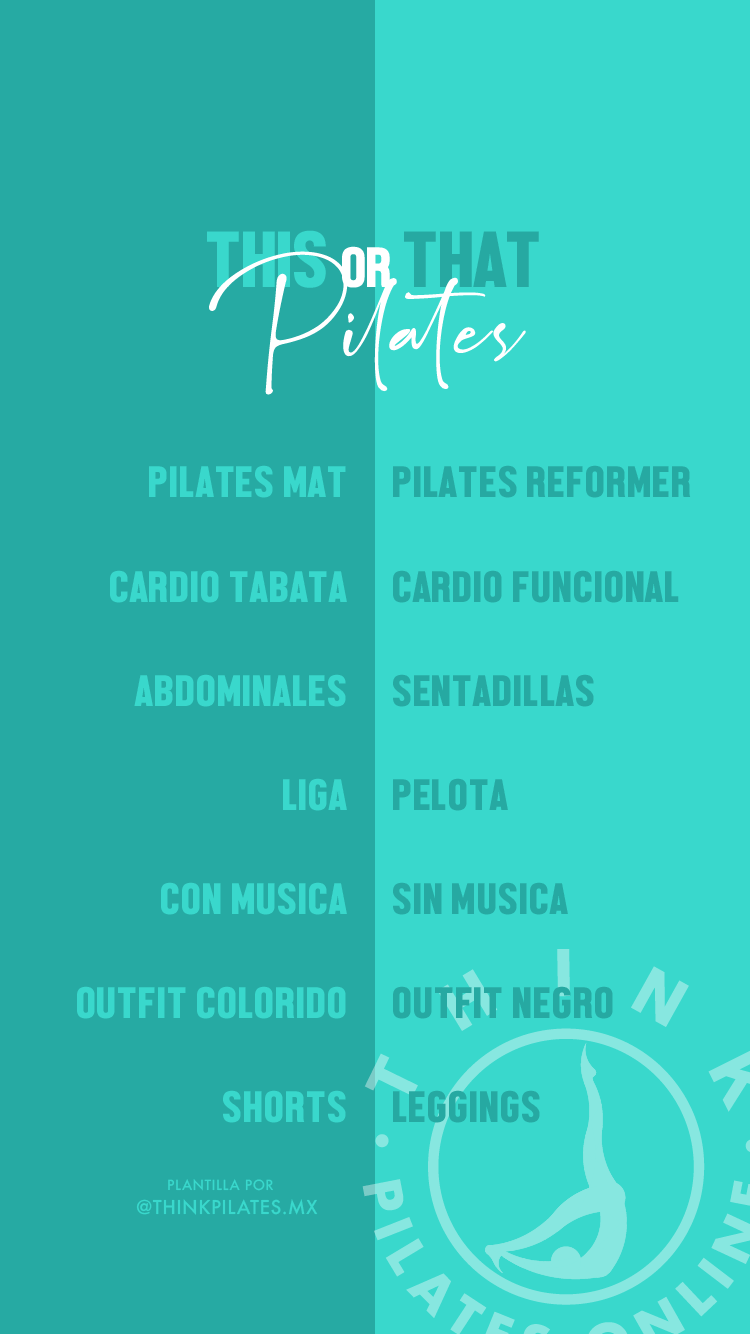 THIS OR THAT
Pilates
PILATES MAT PILATES REFORMER
CARDIO TABATA CARDIO FUNCIONAL
ABDOMINALES SENTADILLAS
LIGA PELOTA
CON MUSICA SIN MUSICA
OUTFIT COLORIDO OUTFIT NEGRO
SHORTS LEGGINGS
PLANTILLA POR
@THINKPILATES.MX
THINK
PILATES ONLINE